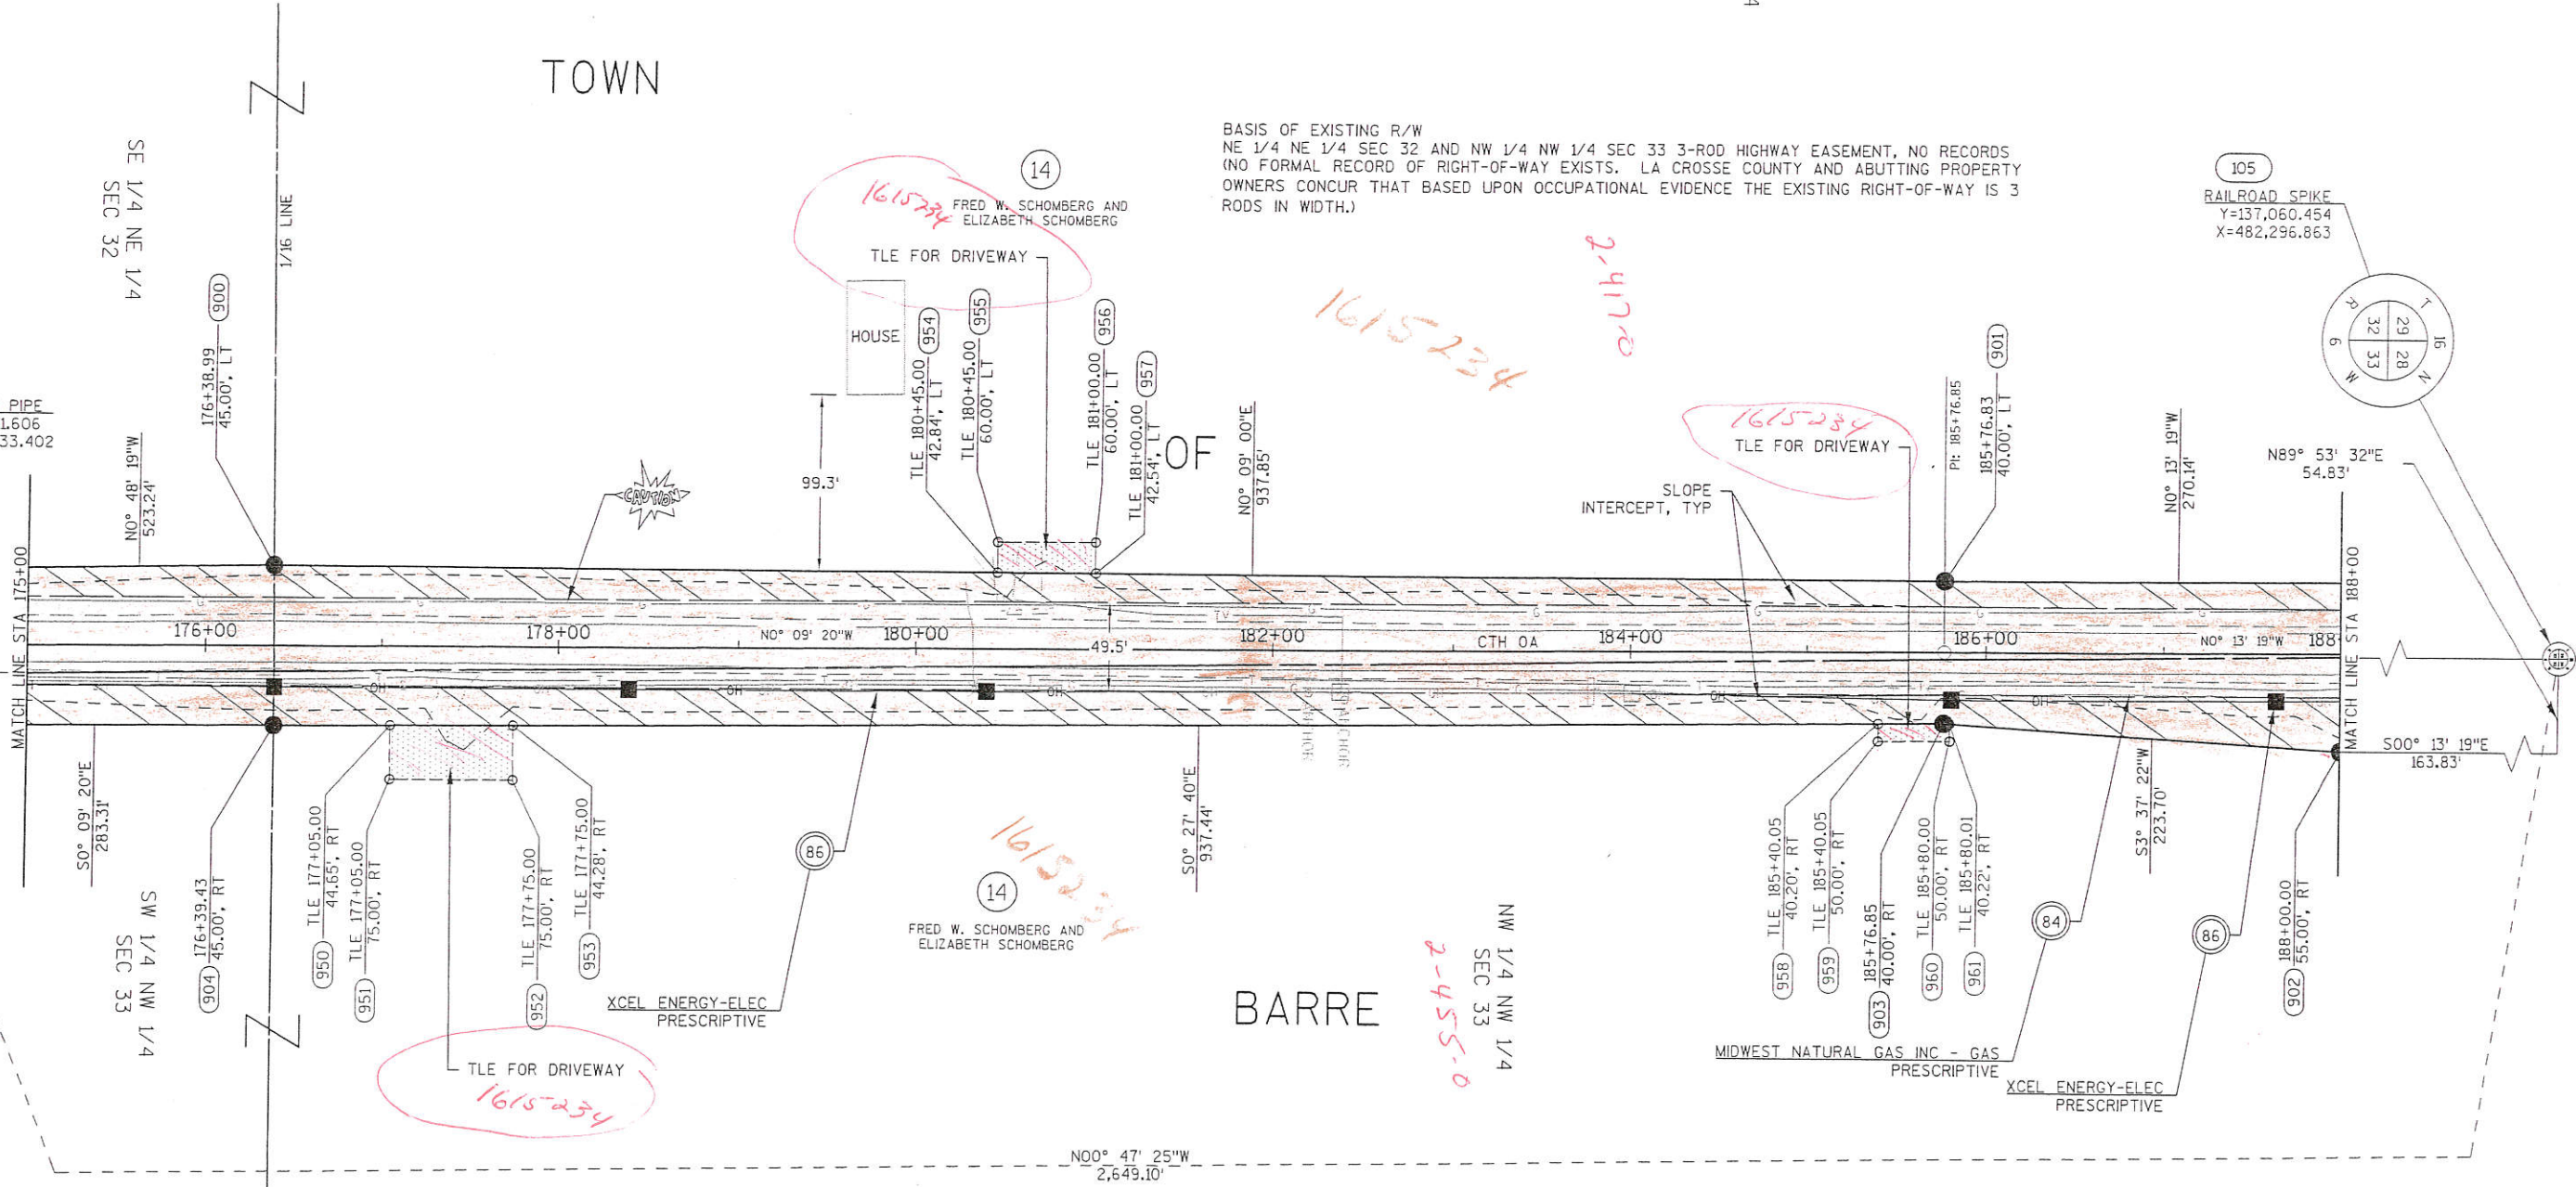 TOWN
BASIS OF EXISTING R/W
NE 1/4 NE 1/4 SEC 32 AND NW 1/4 NW 1/4 SEC 33 3-ROD HIGHWAY EASEMENT, NO RECORDS
(NO FORMAL RECORD OF RIGHT-OF-WAY EXISTS. LA CROSSE COUNTY AND ABUTTING PROPERTY
OWNERS CONCUR THAT BASED UPON OCCUPATIONAL EVIDENCE THE EXISTING RIGHT-OF-WAY IS 3
RODS IN WIDTH.)
SE 1/4 NE 1/4
SEC 32
1/16 LINE
14
1615234
FRED W. SCHOMBERG AND
ELIZABETH SCHOMBERG
TLE FOR DRIVEWAY
HOUSE
99.3'
105
RAILROAD SPIKE
Y=137,060.454
X=482,296.863
T 16 N
R 6 W
29 28
32 33
2-417-0
1615234
PIPE
1.606
33.402
N0° 48' 19"W
523.24'
900
176+38.99
45.00', LT
CAUTION
954
TLE 180+45.00
42.84', LT
955
TLE 180+45.00
60.00', LT
956
TLE 181+00.00
60.00', LT
957
TLE 181+00.00
42.54', LT
OF
N0° 09' 00"E
937.85'
1615234
TLE FOR DRIVEWAY
SLOPE
INTERCEPT, TYP
PI: 185+76.85
901
185+76.83
40.00', LT
N0° 13' 19"W
270.14'
N89° 53' 32"E
54.83'
MATCH LINE STA 175+00
176+00
178+00
N0° 09' 20"W
180+00
49.5'
182+00
CTH OA
184+00
186+00
N0° 13' 19"W
188
MATCH LINE STA 188+00
S00° 13' 19"E
163.83'
S0° 09' 20"E
283.31'
904
176+39.43
45.00', RT
SW 1/4 NW 1/4
SEC 33
950
TLE 177+05.00
44.65', RT
951
TLE 177+05.00
75.00', RT
952
TLE 177+75.00
75.00', RT
953
TLE 177+75.00
44.28', RT
TLE FOR DRIVEWAY
1615234
86
XCEL ENERGY-ELEC
PRESCRIPTIVE
14
FRED W. SCHOMBERG AND
ELIZABETH SCHOMBERG
1615234
S0° 27' 40"E
937.44'
BARRE
NW 1/4 NW 1/4
SEC 33
2-455-0
958
TLE 185+40.05
40.20', RT
959
TLE 185+40.05
50.00', RT
903
185+76.85
40.00', RT
960
TLE 185+80.00
50.00', RT
961
TLE 185+80.01
40.22', RT
84
MIDWEST NATURAL GAS INC - GAS
PRESCRIPTIVE
S3° 37' 22"W
223.70'
86
XCEL ENERGY-ELEC
PRESCRIPTIVE
902
188+00.00
55.00', RT
N00° 47' 25"W
2,649.10'